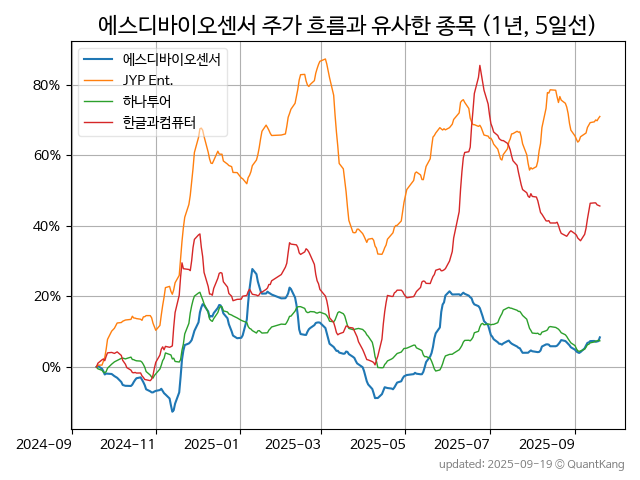 에스디바이오센서 주가 흐름과 유사한 종목 (1년, 5일선)
에스디바이오센서
JYP Ent.
하나투어
한글과컴퓨터
80%
60%
40%
20%
0%
2024-09
2024-11
2025-01
2025-03
2025-05
2025-07
2025-09
updated: 2025-09-19 © QuantKang